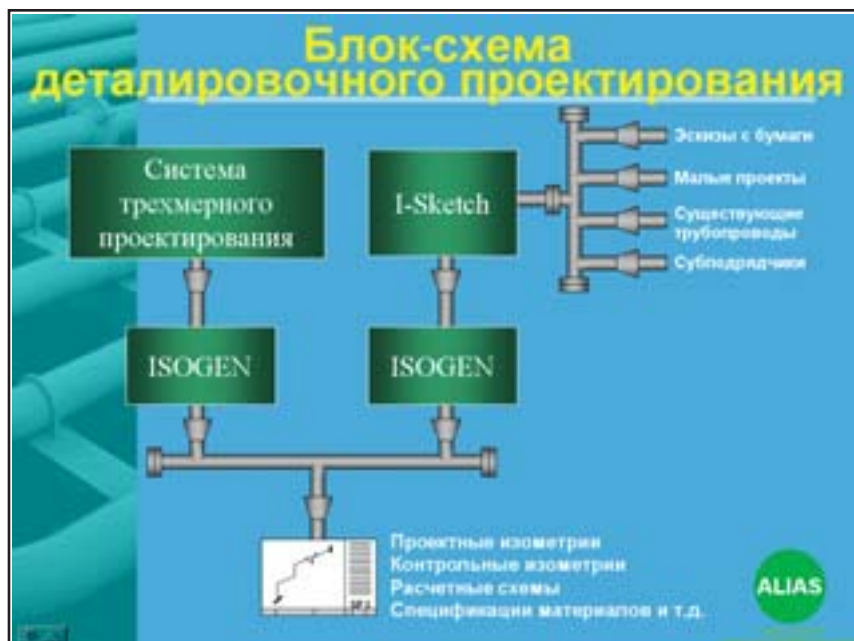 Блок-схема
деталировочного проектирования
Система
трехмерного
проектирования
I-Sketch
Эскизы с бумаги
Малые проекты
Существующие
трубопроводы
Субподрядчики
ISOGEN
ISOGEN
Проектные изометрии
Контрольные изометрии
Расчетные схемы
Спецификации материалов и т.д.
ALIAS